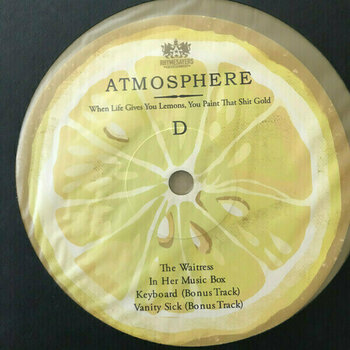 RHYMESAYERS
ATMOSPHERE
When Life Gives You Lemons, You Paint That Shit Gold
D
The Waitress
In Her Music Box
Keyboard (Bonus Track)
Vanity Sick (Bonus Track)